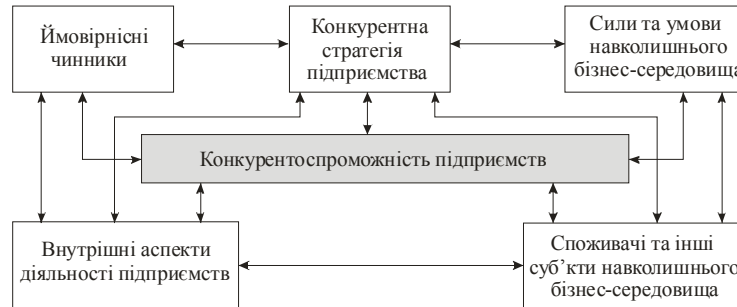 Ймовірнісні
чинники
Конкурентна
стратегія
підприємства
Сили та умови
навколишнього
бізнес-середовища
Конкурентоспроможність підприємств
Внутрішні аспекти
діяльності підприємств
Споживачі та інші
суб’кти навколишнього
бізнес-середовища